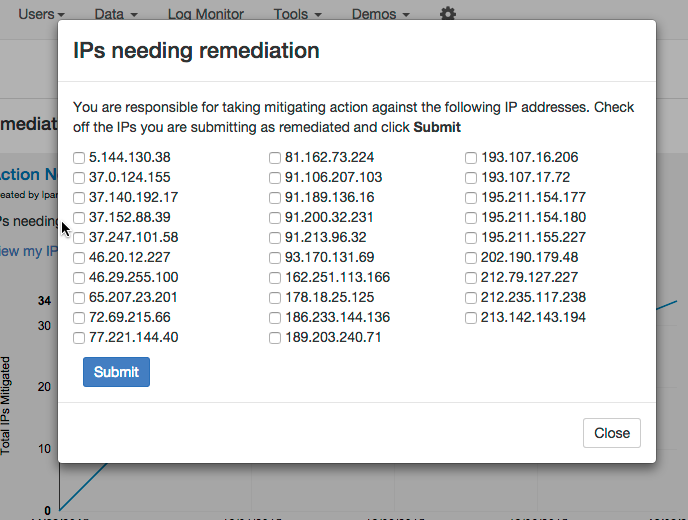 Users Data Log Monitor Tools Demos
IPs needing remediation
You are responsible for taking mitigating action against the following IP addresses. Check
off the IPs you are submitting as remediated and click Submit
5.144.130.38 81.162.73.224 193.107.16.206
37.0.124.155 91.106.207.103 193.107.17.72
37.140.192.17 91.189.136.16 195.211.154.177
37.152.88.39 91.200.32.231 195.211.154.180
37.247.101.58 91.213.96.32 195.211.155.227
46.20.12.227 93.170.131.69 202.190.179.48
46.29.255.100 162.251.113.166 212.79.127.227
65.207.23.201 178.18.25.125 212.235.117.238
72.69.215.66 186.233.144.136 213.142.143.194
77.221.144.40 189.203.240.71
Submit
Close
mediat
ction N
eated by lpar
Ps needing
iew my IP
34
30
20
10
0
Total IPs Mitigated